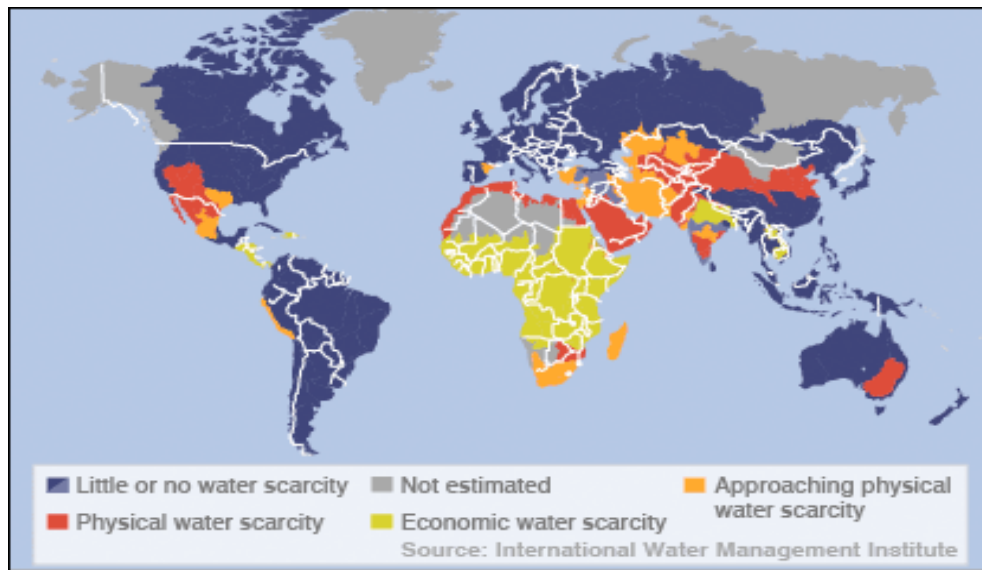 Little or no water scarcity
Not estimated
Approaching physical
water scarcity
Physical water scarcity
Economic water scarcity
Source: International Water Management Institute